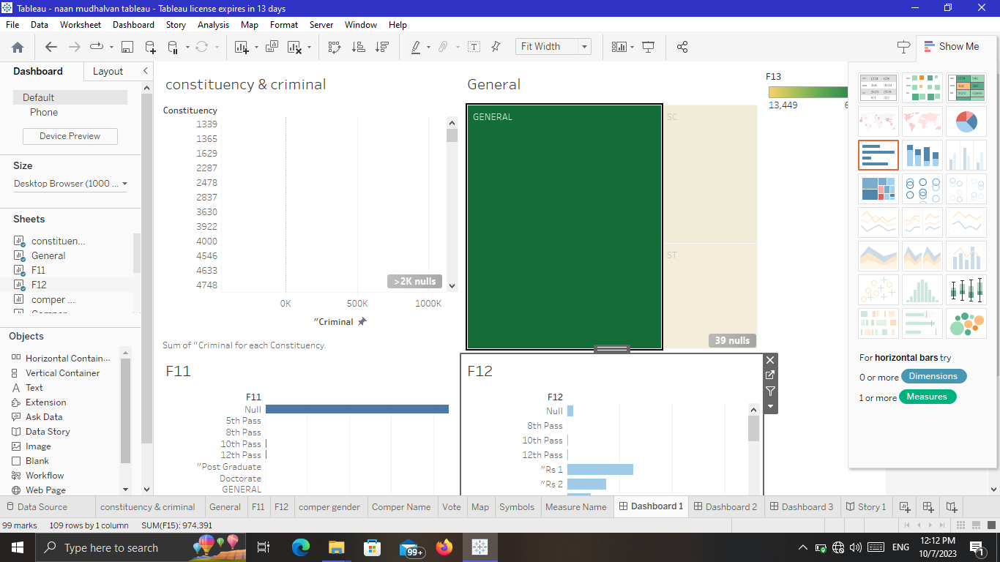 Tableau - naan mudhalvan tableau - Tableau license expires in 13 days
File Data Worksheet Dashboard Story Analysis Map Format Server Window Help
Fit Width
Show Me
Dashboard Layout
Default
Phone
Device Preview
Size
Desktop Browser (1000 ...
Sheets
constituen...
General
F11
F12
comper ...
Objects
Horizontal Contain...
Vertical Container
Text
Extension
Ask Data
Data Story
Image
Blank
Workflow
Web Page
constituency & criminal
Constituency
1339
1365
1629
2287
2478
2837
3630
3922
4000
4546
4633
4748
>2K nulls
0K 500K 1000K
"Criminal
Sum of "Criminal for each Constituency.
General
GENERAL
SC
ST
39 nulls
F13
13,449
F11
F11
Null
5th Pass
8th Pass
10th Pass
12th Pass
"Post Graduate
Doctorate
GENERAL
F12
F12
Null
8th Pass
10th Pass
12th Pass
"Rs 1
"Rs 2
For horizontal bars try
0 or more Dimensions
1 or more Measures
Data Source constituency & criminal General F11 F12 comper gender Comper Name Vote Map Symbols Measure Name Dashboard 1 Dashboard 2 Dashboard 3 Story 1
99 marks 109 rows by 1 column SUM(F15): 974,391
Type here to search
99+
ENG
12:12 PM
10/7/2023
1